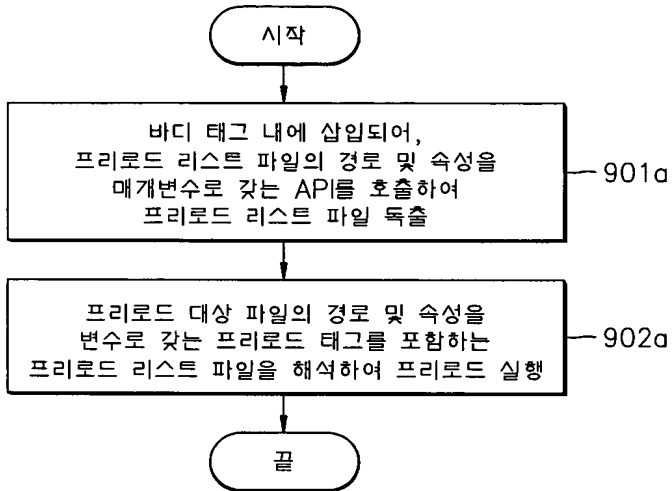 시작
바디 태그 내에 삽입되어,
프리로드 리스트 파일의 경로 및 속성을
매개변수로 갖는 API를 호출하여
프리로드 리스트 파일 독출
901a
프리로드 대상 파일의 경로 및 속성을
변수로 갖는 프리로드 태그를 포함하는
프리로드 리스트 파일을 해석하여 프리로드 실행
902a
끝